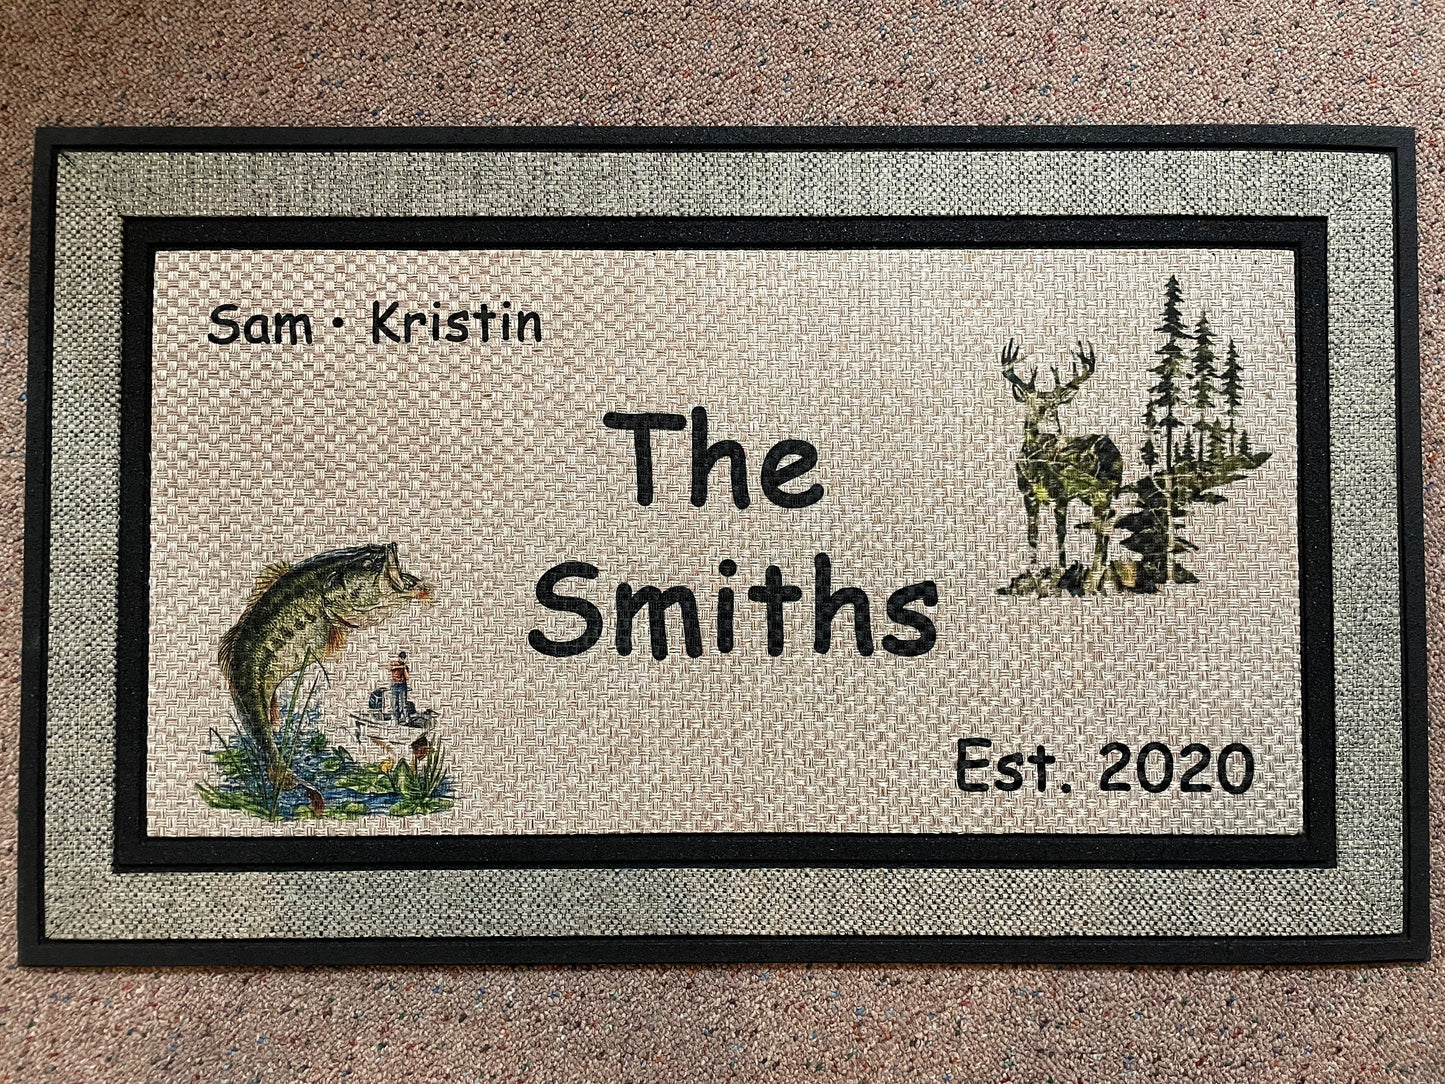 Sam · Kristin
The
Smiths
Est. 2020